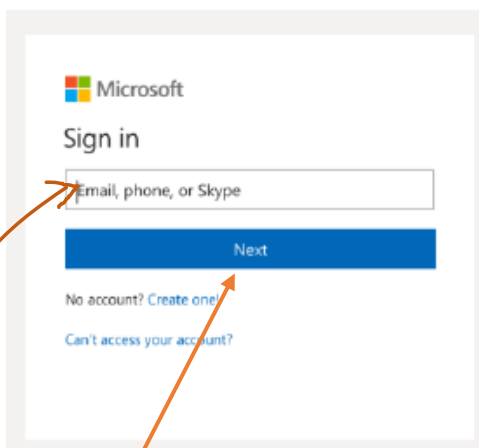 Microsoft
Sign in
Email, phone, or Skype
Next
No account? Create one!
Can't access your account?